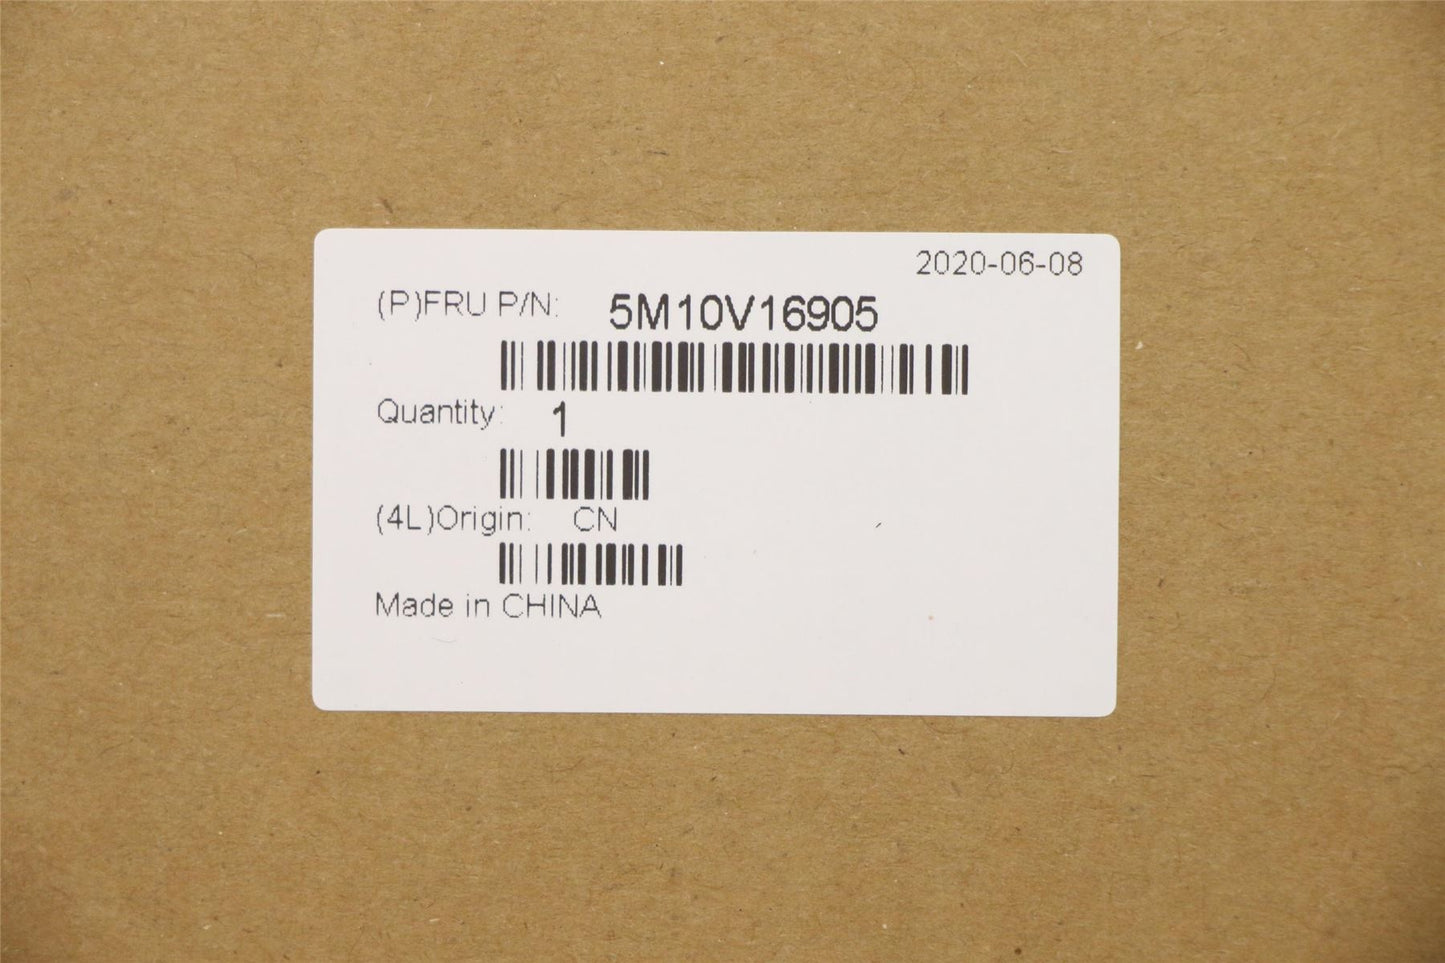 2020-06-08
(P)FRU P/N: 5M10V16905
Quantity: 1
(4L)Origin: CN
Made in CHINA